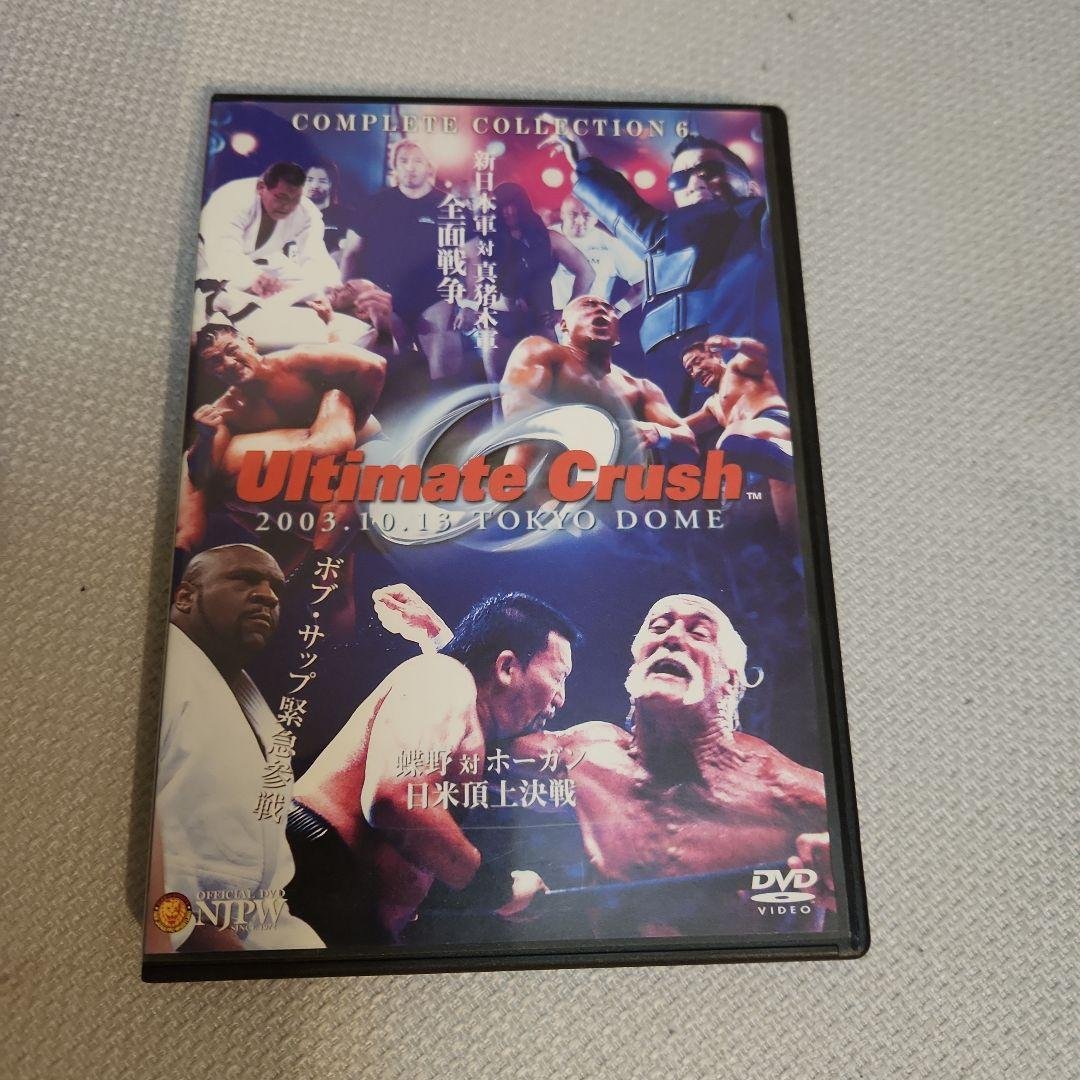 COMPLETE COLLECTION 6
新日本軍 対 真猪木軍
全面戦争
Ultimate Crush™
2003.10.13 TOKYO DOME
ボブ・サップ緊急参戦
蝶野 対 ホーガン
日米頂上決戦
OFFICIAL DVD
NJPW
DVD
VIDEO